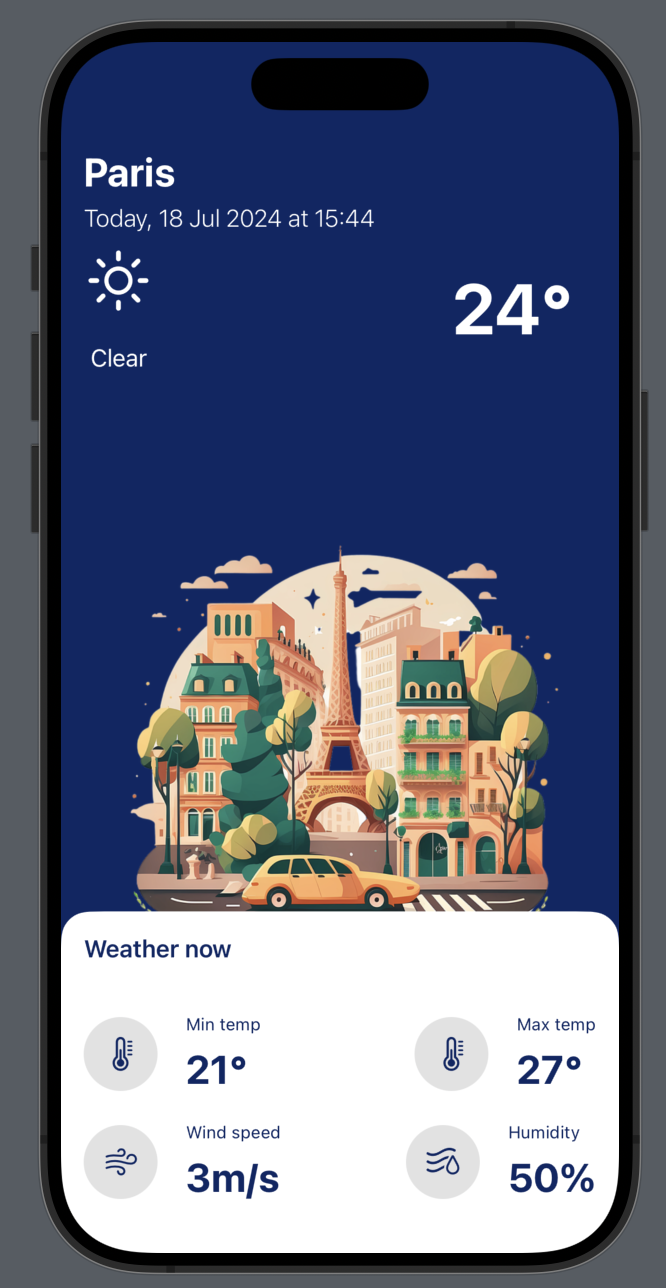 Paris
Today, 18 Jul 2024 at 15:44
24°
Clear
Weather now
Min temp
21°
Max temp
27°
Wind speed
3m/s
Humidity
50%